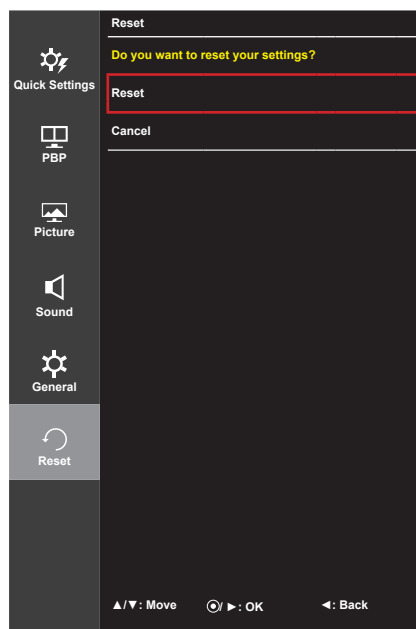 Reset
Do you want to reset your settings?
Reset
Cancel
Quick Settings
PBP
Picture
Sound
General
Reset
▲/▼: Move
/ ►: OK
◄: Back